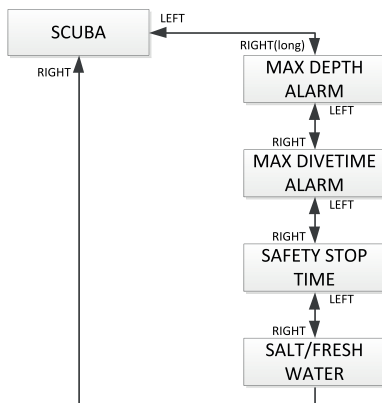 SCUBA
LEFT
RIGHT(long)
RIGHT
MAX DEPTH
ALARM
LEFT
RIGHT
MAX DIVETIME
ALARM
LEFT
RIGHT
SAFETY STOP
TIME
LEFT
RIGHT
SALT/FRESH
WATER